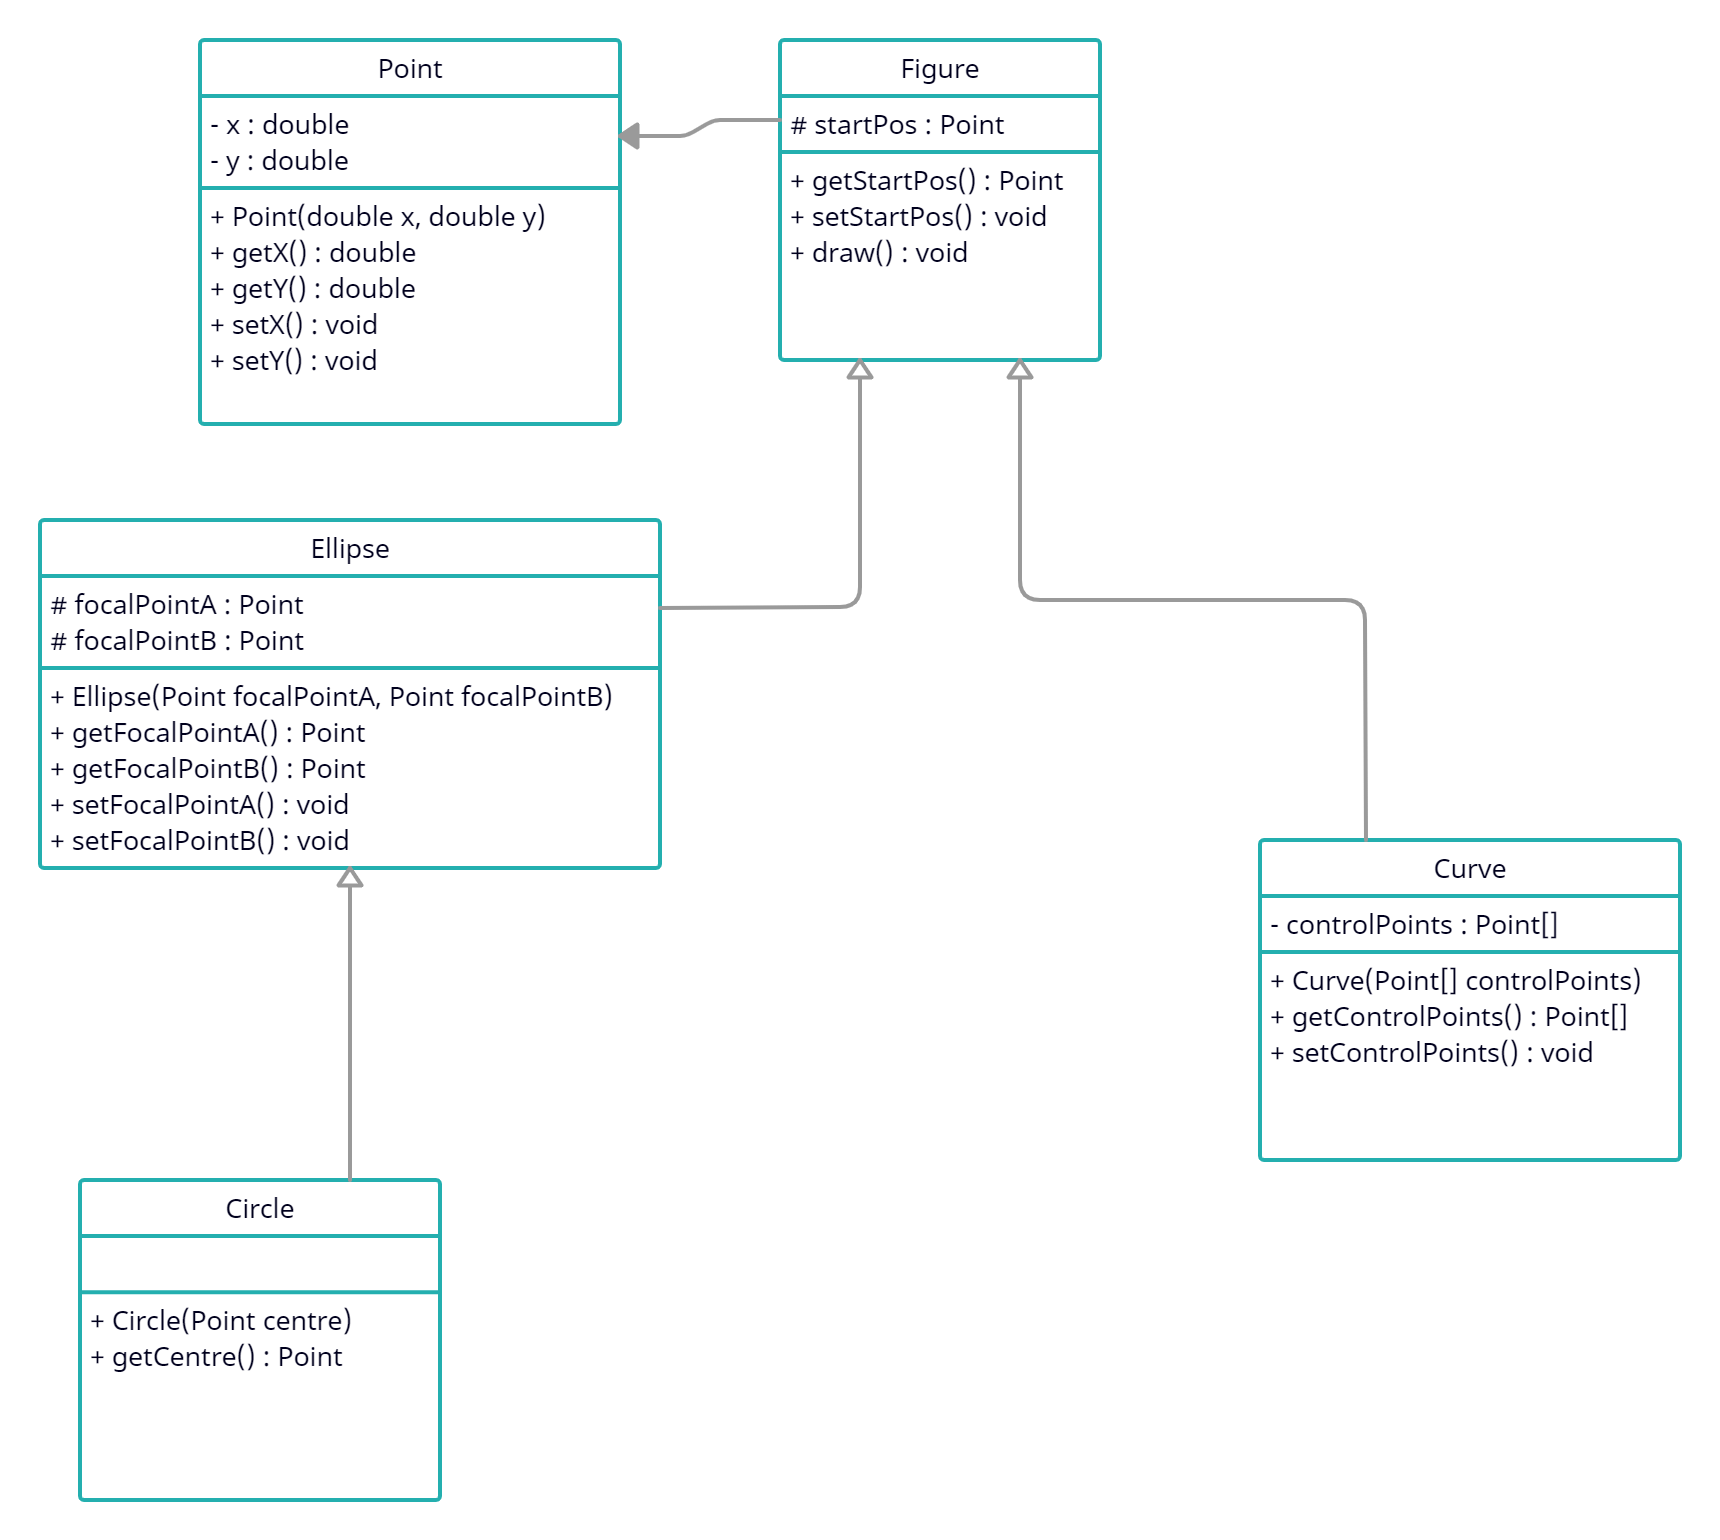 Point
- x : double
- y : double
+ Point(double x, double y)
+ getX() : double
+ getY() : double
+ setX() : void
+ setY() : void
Figure
# startPos : Point
+ getStartPos() : Point
+ setStartPos() : void
+ draw() : void
Ellipse
# focalPointA : Point
# focalPointB : Point
+ Ellipse(Point focalPointA, Point focalPointB)
+ getFocalPointA() : Point
+ getFocalPointB() : Point
+ setFocalPointA() : void
+ setFocalPointB() : void
Curve
- controlPoints : Point[]
+ Curve(Point[] controlPoints)
+ getControlPoints() : Point[]
+ setControlPoints() : void
Circle
+ Circle(Point centre)
+ getCentre() : Point